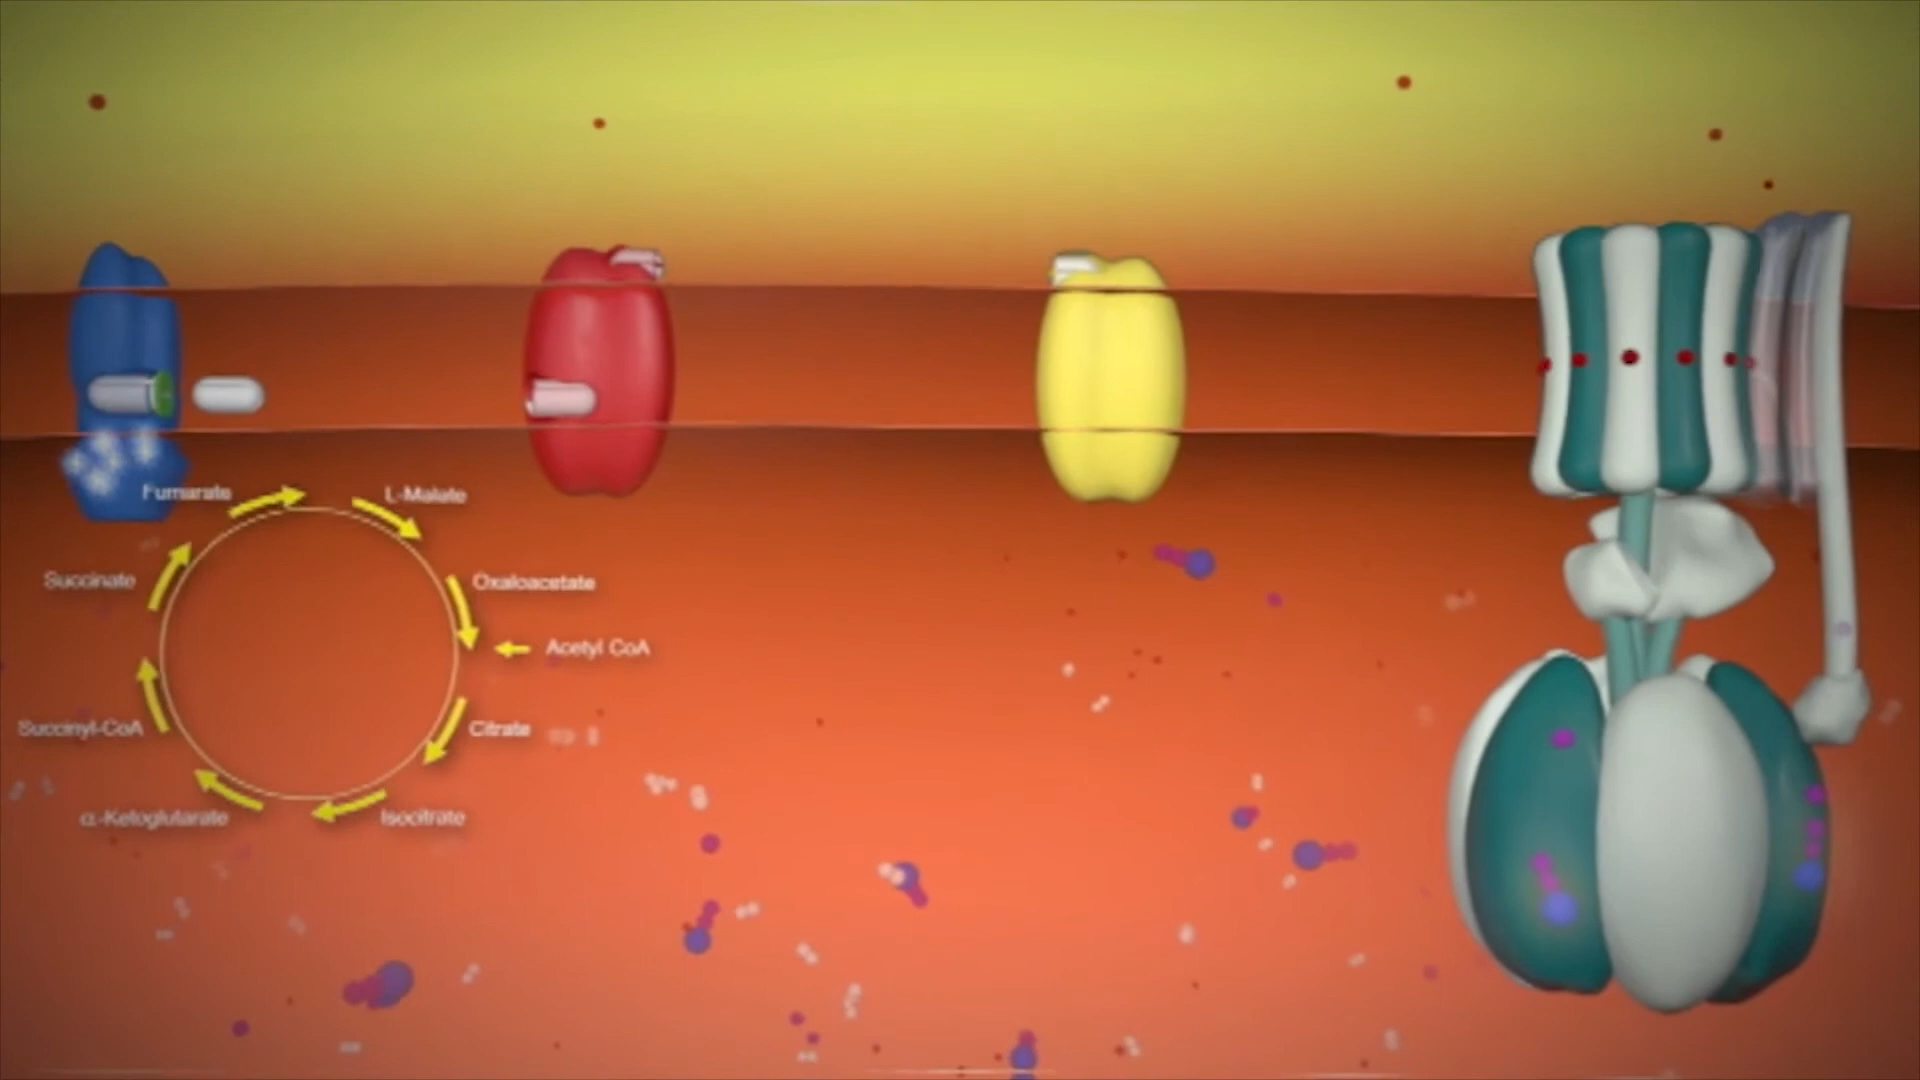 Fumarate
L-Malate
Succinate
Oxaloacetate
Acetyl CoA
Succinyl-CoA
Citrate
α-Ketoglutarate
Isocitrate